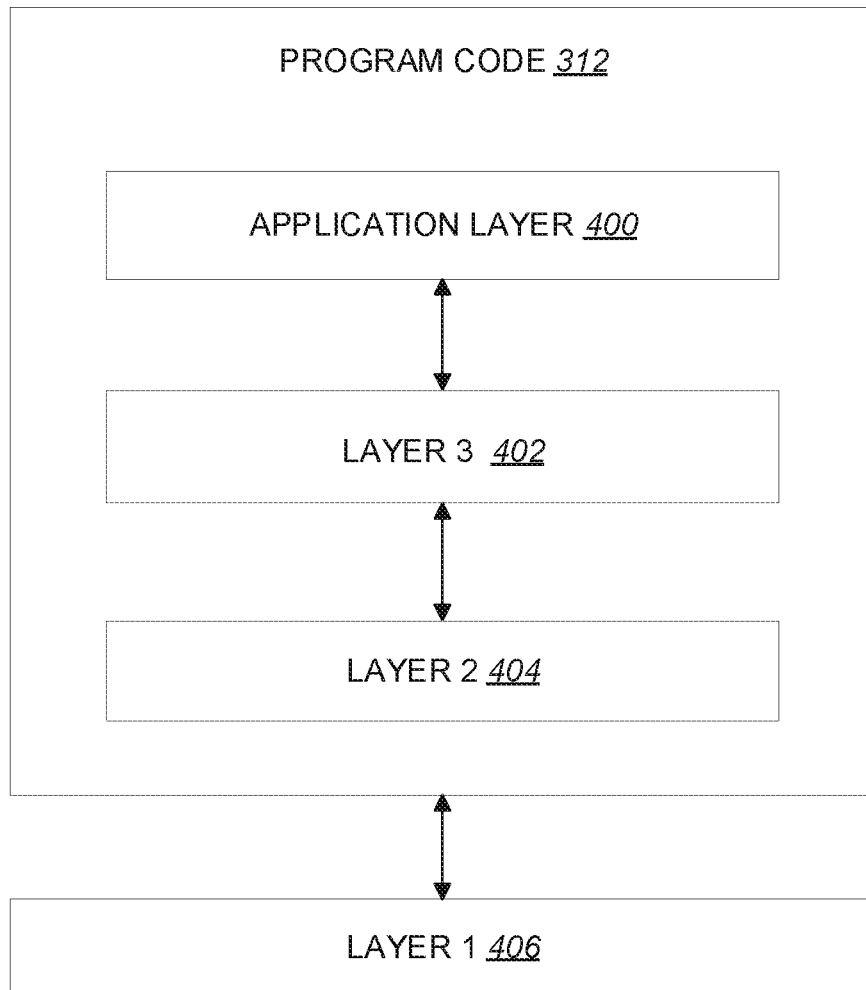 PROGRAM CODE 312
APPLICATION LAYER 400
LAYER 3 402
LAYER 2 404
LAYER 1 406